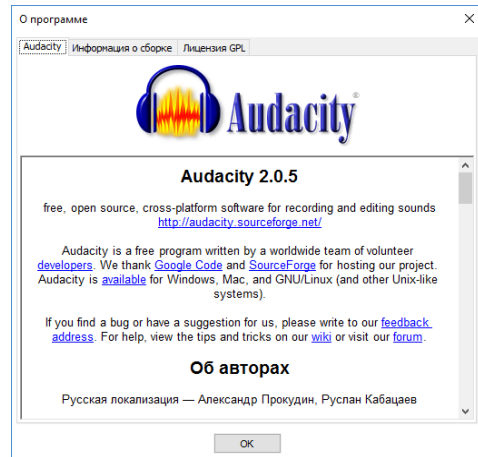 О программе
Audacity
Информация о сборке
Лицензия GPL
Audacity®
Audacity 2.0.5
free, open source, cross-platform software for recording and editing sounds
http://audacity.sourceforge.net/
Audacity is a free program written by a worldwide team of volunteer
developers. We thank Google Code and SourceForge for hosting our project.
Audacity is available for Windows, Mac, and GNU/Linux (and other Unix-like
systems).
If you find a bug or have a suggestion for us, please write to our feedback
address. For help, view the tips and tricks on our wiki or visit our forum.
Об авторах
Русская локализация — Александр Прокудин, Руслан Кабацаев
ОК